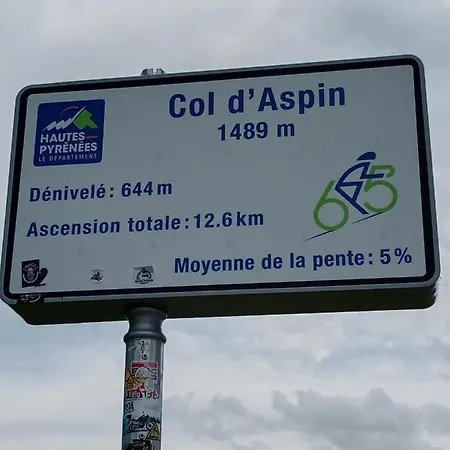 Col d'Aspin
1489 m
HAUTES
PYRÉNÉES
LE DÉPARTEMENT
Dénivelé : 644 m
Ascension totale : 12.6 km
65
Moyenne de la pente : 5 %